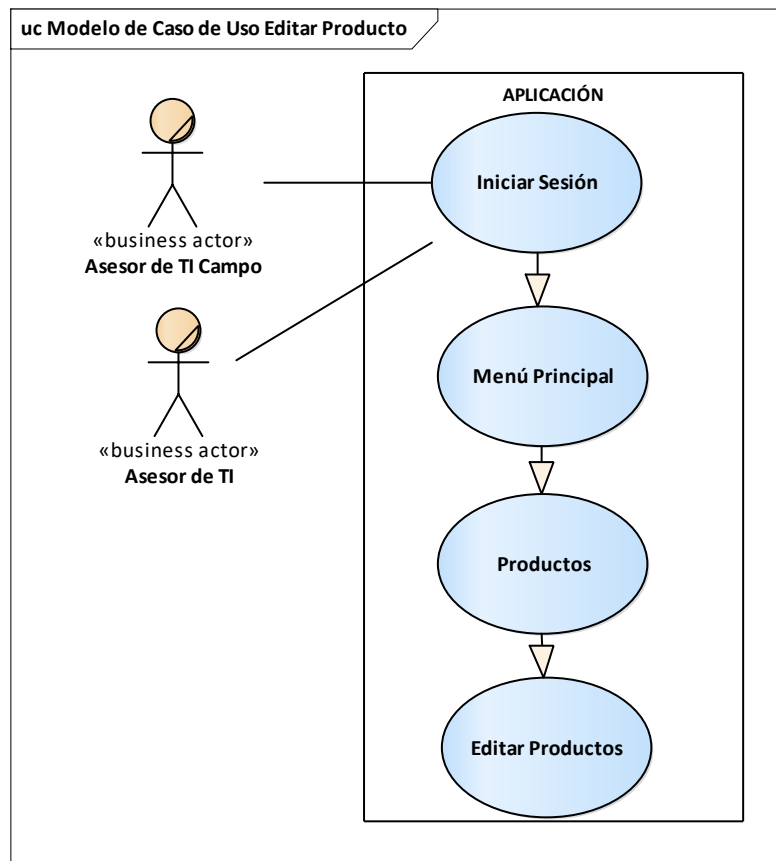 uc Modelo de Caso de Uso Editar Producto
APLICACIÓN
Iniciar Sesión
«business actor»
Asesor de TI Campo
Menú Principal
«business actor»
Asesor de TI
Productos
Editar Productos